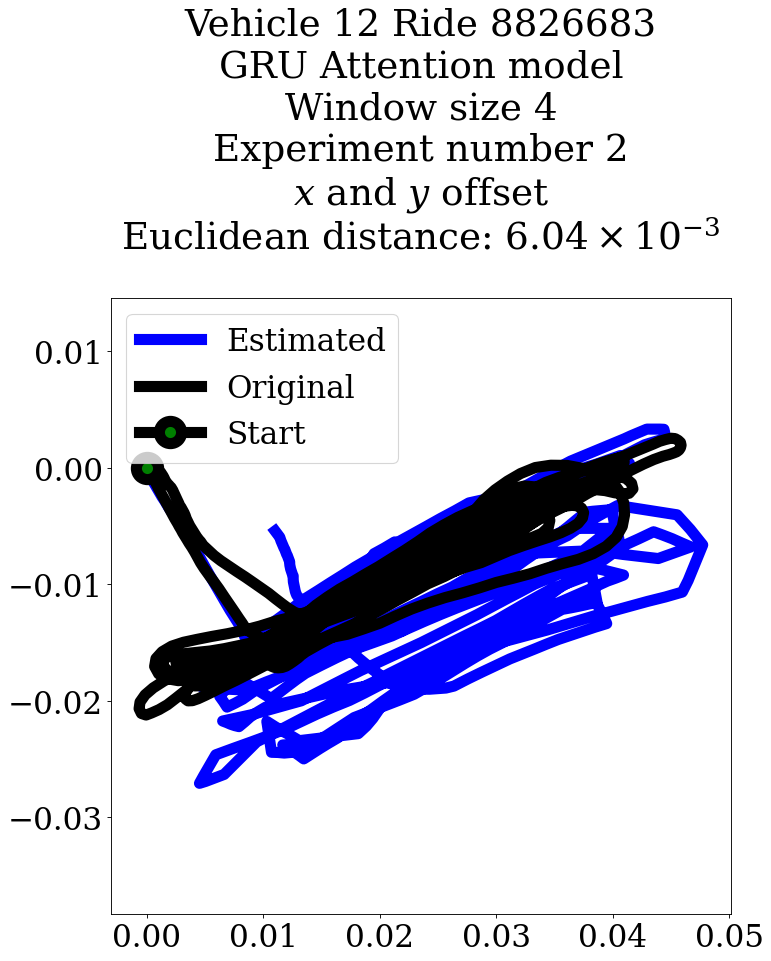 Vehicle 12 Ride 8826683
GRU Attention model
Window size 4
Experiment number 2
x and y offset
Euclidean distance: 6.04 × 10⁻³
Estimated
Original
Start
0.01
0.00
−0.01
−0.02
−0.03
0.00 0.01 0.02 0.03 0.04 0.05